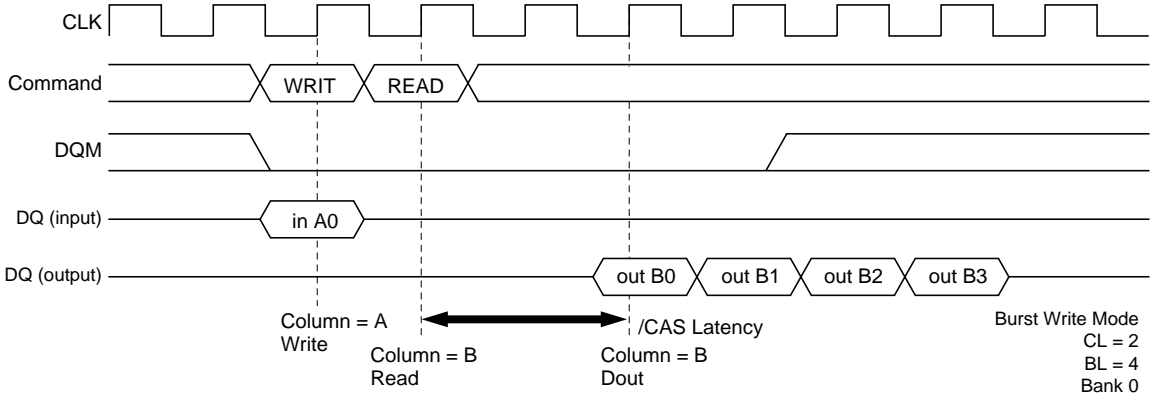 CLK
Command
WRIT
READ
DQM
DQ (input)
in A0
DQ (output)
out B0
out B1
out B2
out B3
Column = A
Write
Column = B
Read
/CAS Latency
Column = B
Dout
Burst Write Mode
CL = 2
BL = 4
Bank 0